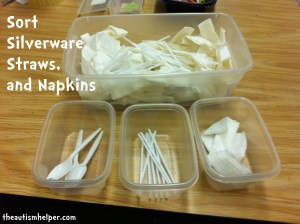 Sort
Silverware,
Straws,
and Napkins
theautismhelper.com